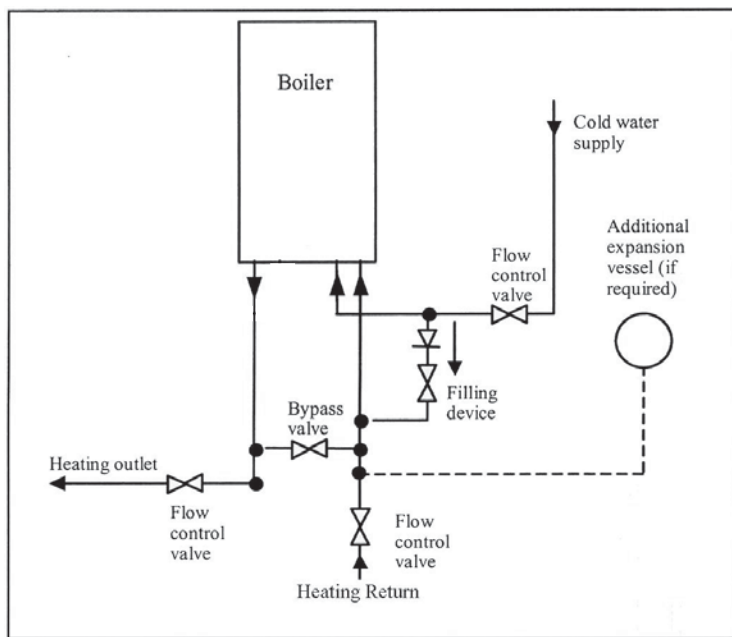 Boiler
Cold water
supply
Additional
expansion
vessel (if
required)
Flow
control
valve
Filling
device
Bypass
valve
Heating outlet
Flow
control
valve
Flow
control
valve
Heating Return